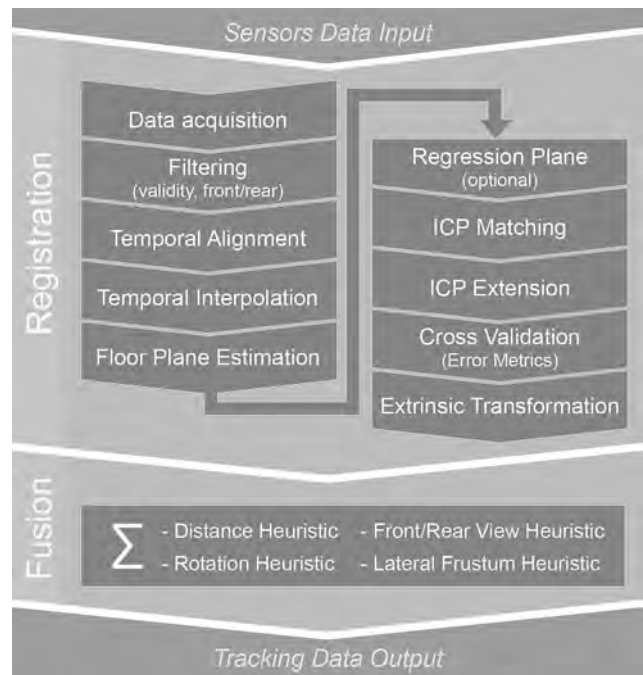 Sensors Data Input
Registration
Data acquisition
Filtering
(validity, front/rear)
Temporal Alignment
Temporal Interpolation
Floor Plane Estimation
Regression Plane
(optional)
ICP Matching
ICP Extension
Cross Validation
(Error Metrics)
Extrinsic Transformation
Fusion
∑
- Distance Heuristic - Front/Rear View Heuristic
- Rotation Heuristic - Lateral Frustum Heuristic
Tracking Data Output